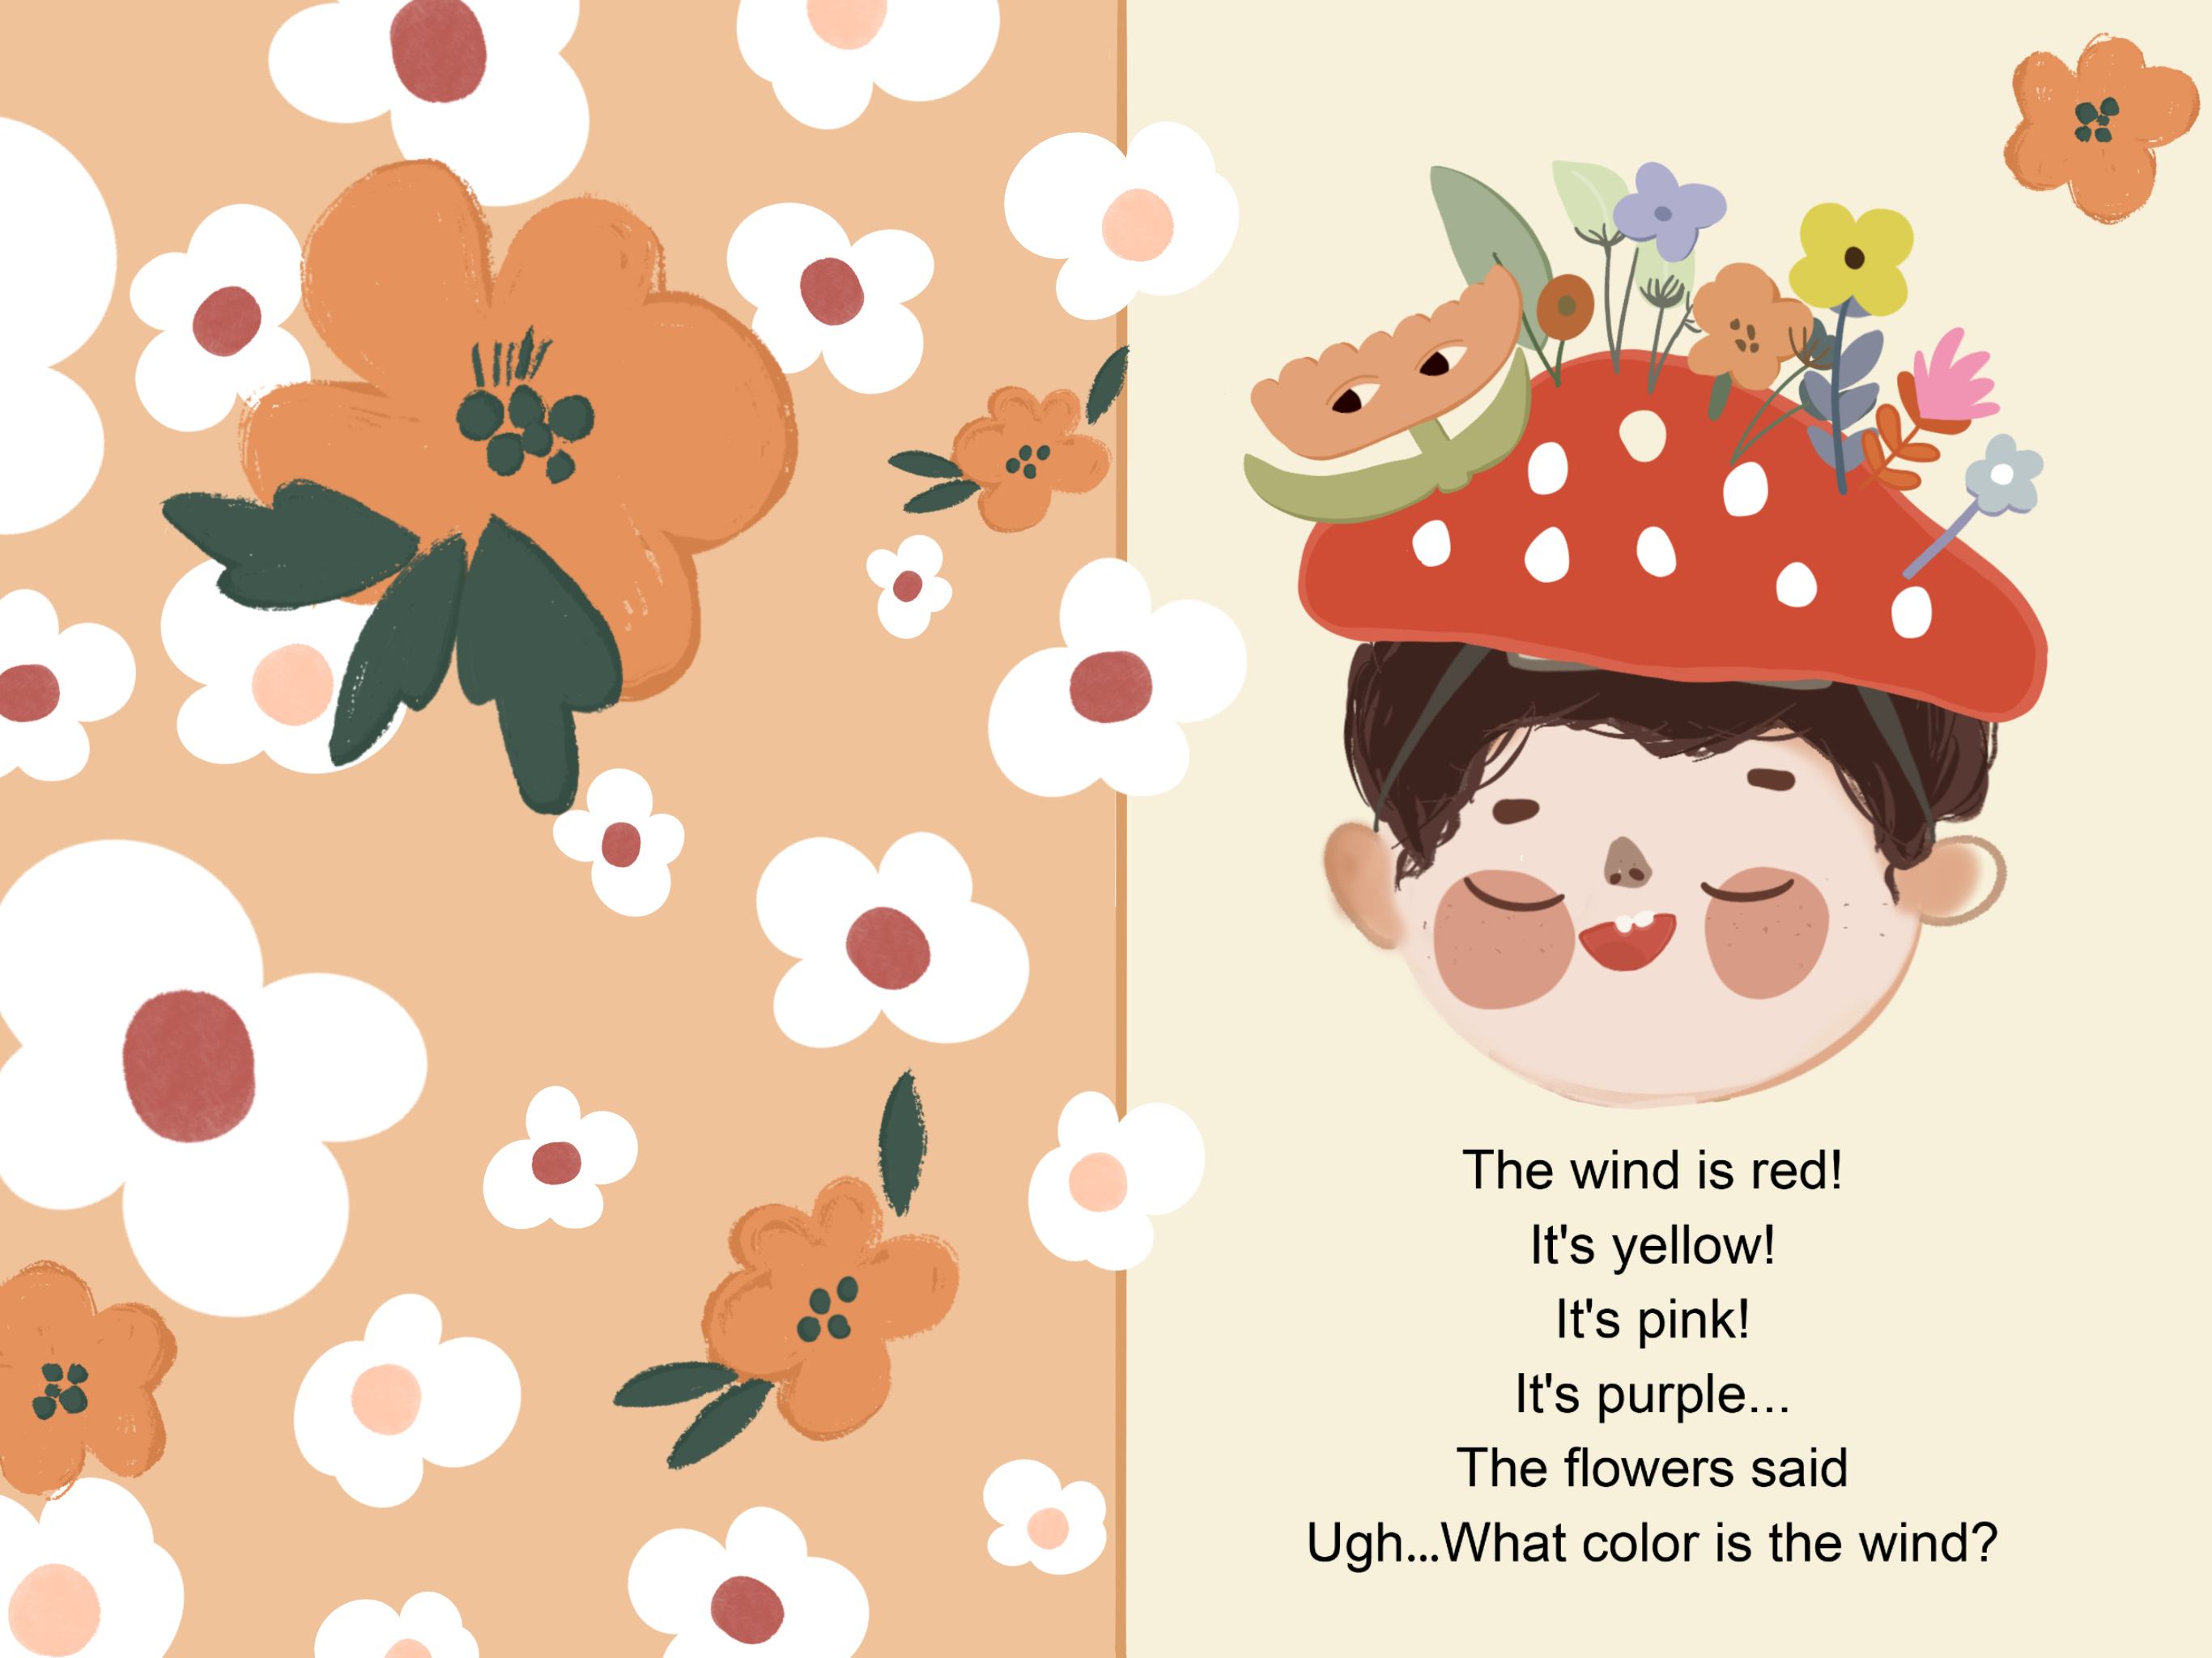 The wind is red!
It's yellow!
It's pink!
It's purple...
The flowers said
Ugh...What color is the wind?